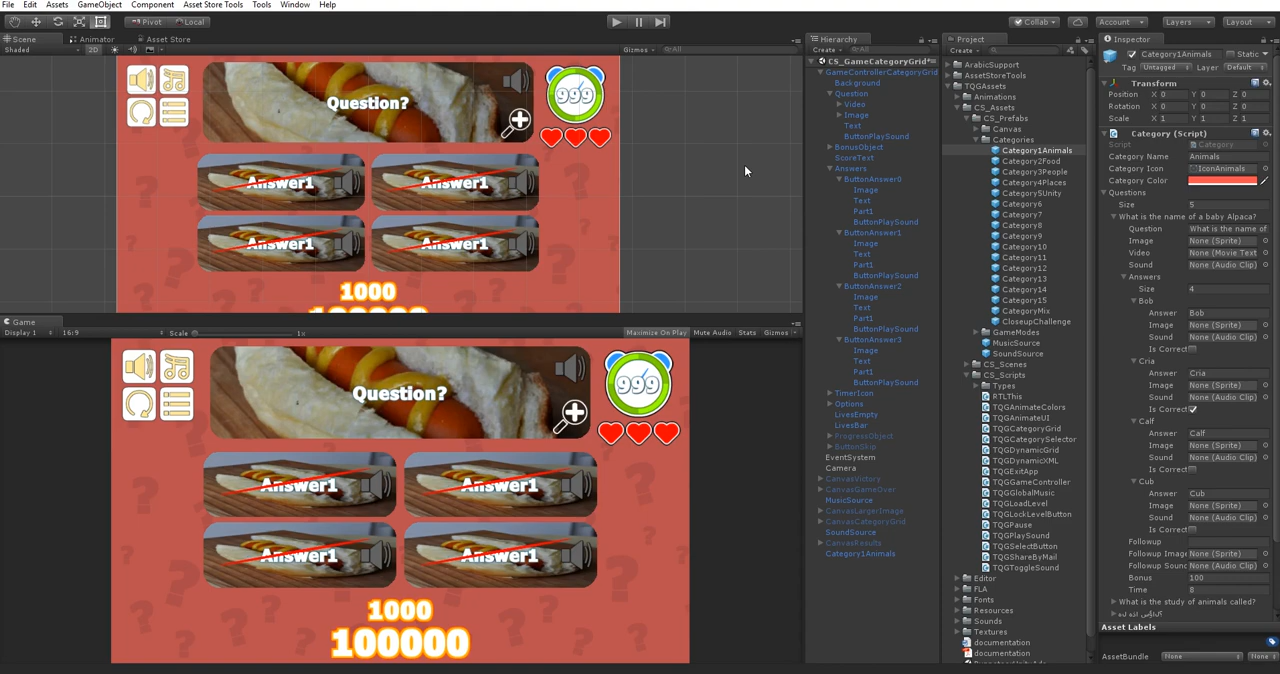 File Edit Assets GameObject Component Asset Store Tools Tools Window Help
Pivot Local Collab Account Layers Layout
Scene Animator Asset Store
Shaded 2D Gizmos All
Question?
999
Answer1 Answer1
Answer1 Answer1
1000
Game
Display 1 16:9 Scale 1x Maximize On Play Mute Audio Stats Gizmos
Question?
999
Answer1 Answer1
Answer1 Answer1
1000
100000
Hierarchy
Create All
CS_GameCategoryGrid*
GameControllerCategoryGrid
Background
Question
Video
Image
Text
ButtonPlaySound
BonusObject
ScoreText
Answers
ButtonAnswer0
Image
Text
Part1
ButtonPlaySound
ButtonAnswer1
Image
Text
Part1
ButtonPlaySound
ButtonAnswer2
Image
Text
Part1
ButtonPlaySound
ButtonAnswer3
Image
Text
Part1
ButtonPlaySound
TimerIcon
Options
LivesEmpty
LivesBar
ProgressObject
ButtonSkip
EventSystem
Camera
CanvasVictory
CanvasGameOver
MusicSource
CanvasLargerImage
CanvasCategoryGrid
SoundSource
CanvasResults
Category1Animals
Project
Create
ArabicSupport
AssetStoreTools
TQGAssets
Animations
CS_Assets
CS_Prefabs
Canvas
Categories
Category1Animals
Category2Food
Category3People
Category4Places
Category5Unity
Category6
Category7
Category8
Category9
Category10
Category11
Category12
Category13
Category14
Category15
CategoryMix
CloseupChallenge
GameModes
MusicSource
SoundSource
CS_Scenes
CS_Scripts
Types
RTLThis
TQGAnimateColors
TQGAnimateUI
TQGCategoryGrid
TQGCategorySelector
TQGDynamicGrid
TQGDynamicXML
TQGExitApp
TQGGameController
TQGGlobalMusic
TQGLoadLevel
TQGLockLevelButton
TQGPause
TQGPlaySound
TQGSelectButton
TQGShareByMail
TQGToggleSound
Editor
FLA
Fonts
Resources
Sounds
Textures
documentation
documentation
Inspector
Category1Animals Static
Tag Untagged Layer Default
Transform
Position X 0 Y 0 Z 0
Rotation X 0 Y 0 Z 0
Scale X 1 Y 1 Z 1
Category (Script)
Script Category
Category Name Animals
Category Icon IconAnimals
Category Color
Questions
Size 5
What is the name of a baby Alpaca?
Question What is the name of
Image None (Sprite)
Video None (Movie Text
Sound None (Audio Clip)
Answers
Size 4
Bob
Answer Bob
Image None (Sprite)
Sound None (Audio Clip)
Is Correct
Cria
Answer Cria
Image None (Sprite)
Sound None (Audio Clip)
Is Correct
Calf
Answer Calf
Image None (Sprite)
Sound None (Audio Clip)
Is Correct
Cub
Answer Cub
Image None (Sprite)
Sound None (Audio Clip)
Is Correct
Followup
Followup Imag None (Sprite)
Followup Soun None (Audio Clip)
Bonus 100
Time 8
What is the study of animals called?
Asset Labels
AssetBundle None None